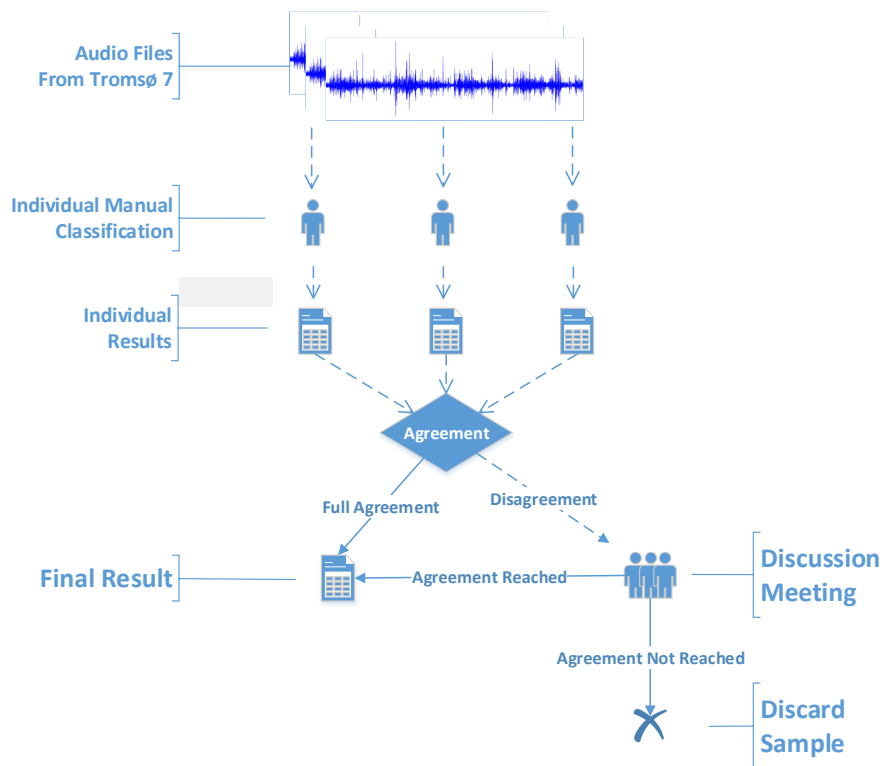 Audio Files
From Tromsø 7
Individual Manual
Classification
Individual
Results
Agreement
Full Agreement
Disagreement
Final Result
Agreement Reached
Discussion
Meeting
Agreement Not Reached
Discard
Sample